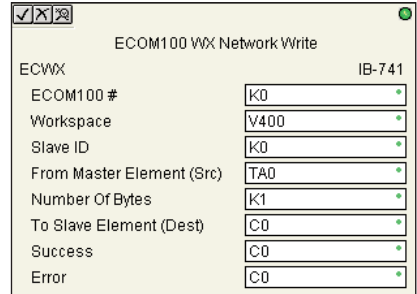 ECOM100 WX Network Write
ECWX IB-741
ECOM100 # K0
Workspace V400
Slave ID K0
From Master Element (Src) TA0
Number Of Bytes K1
To Slave Element (Dest) C0
Success C0
Error C0